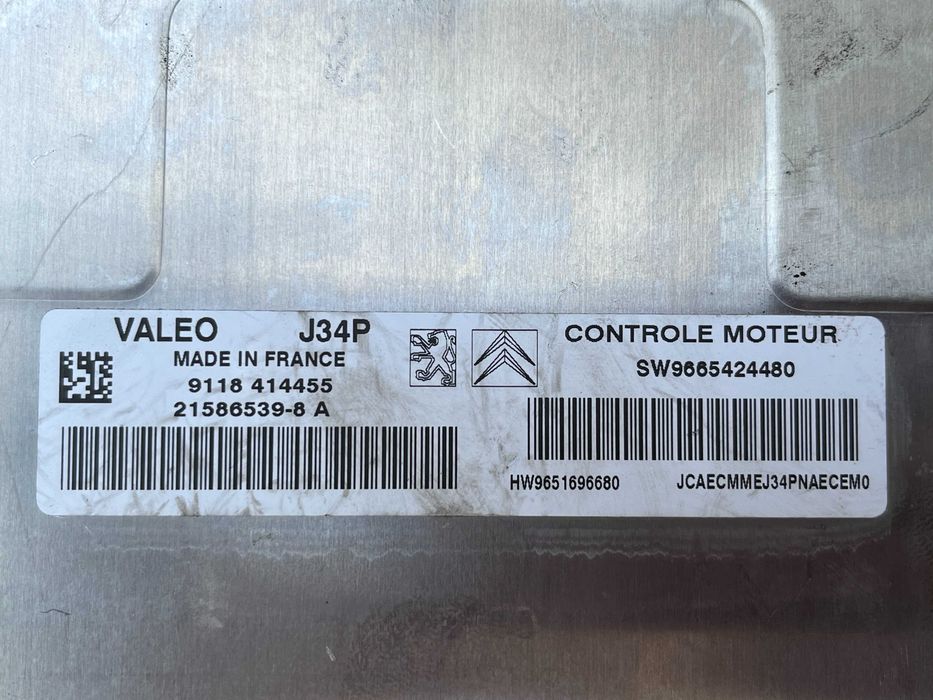 VALEO J34P
MADE IN FRANCE
9118 414455
21586539-8 A
CONTROLE MOTEUR
SW9665424480
HW9651696680 JCAECMMEJ34PNAECEM0